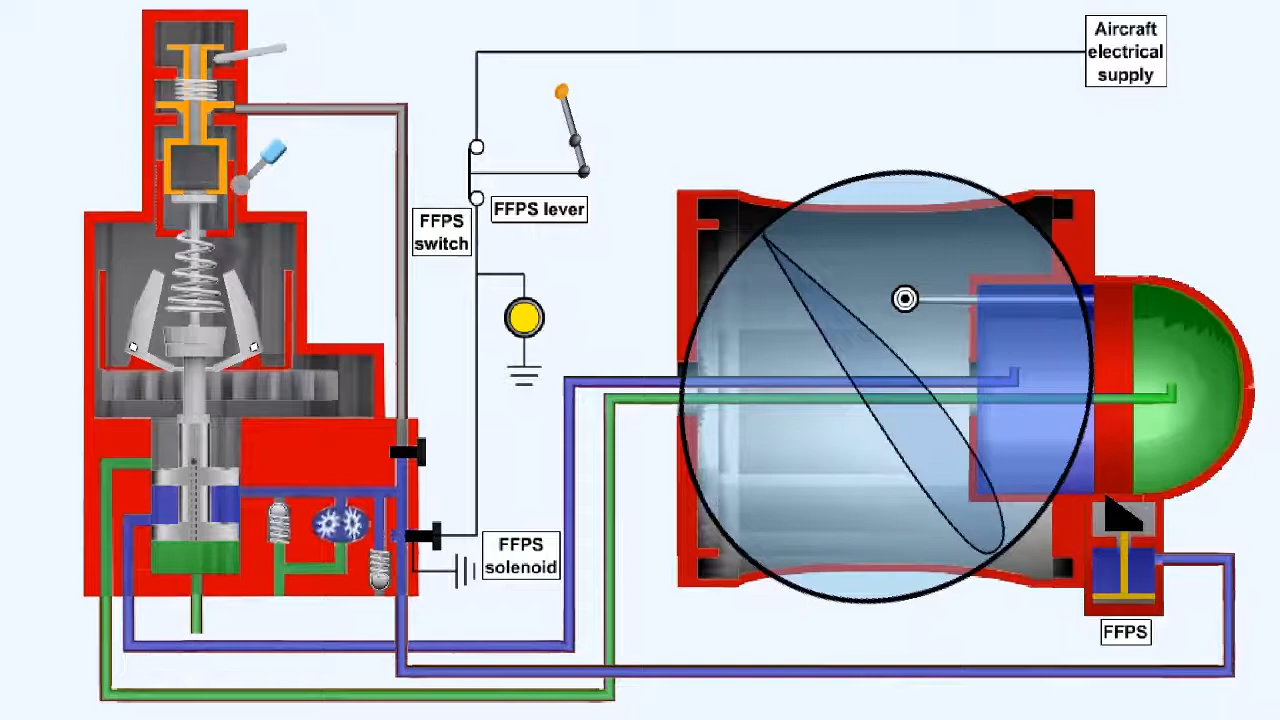 Aircraft
electrical
supply
FFPS lever
FFPS
switch
FFPS
solenoid
FFPS